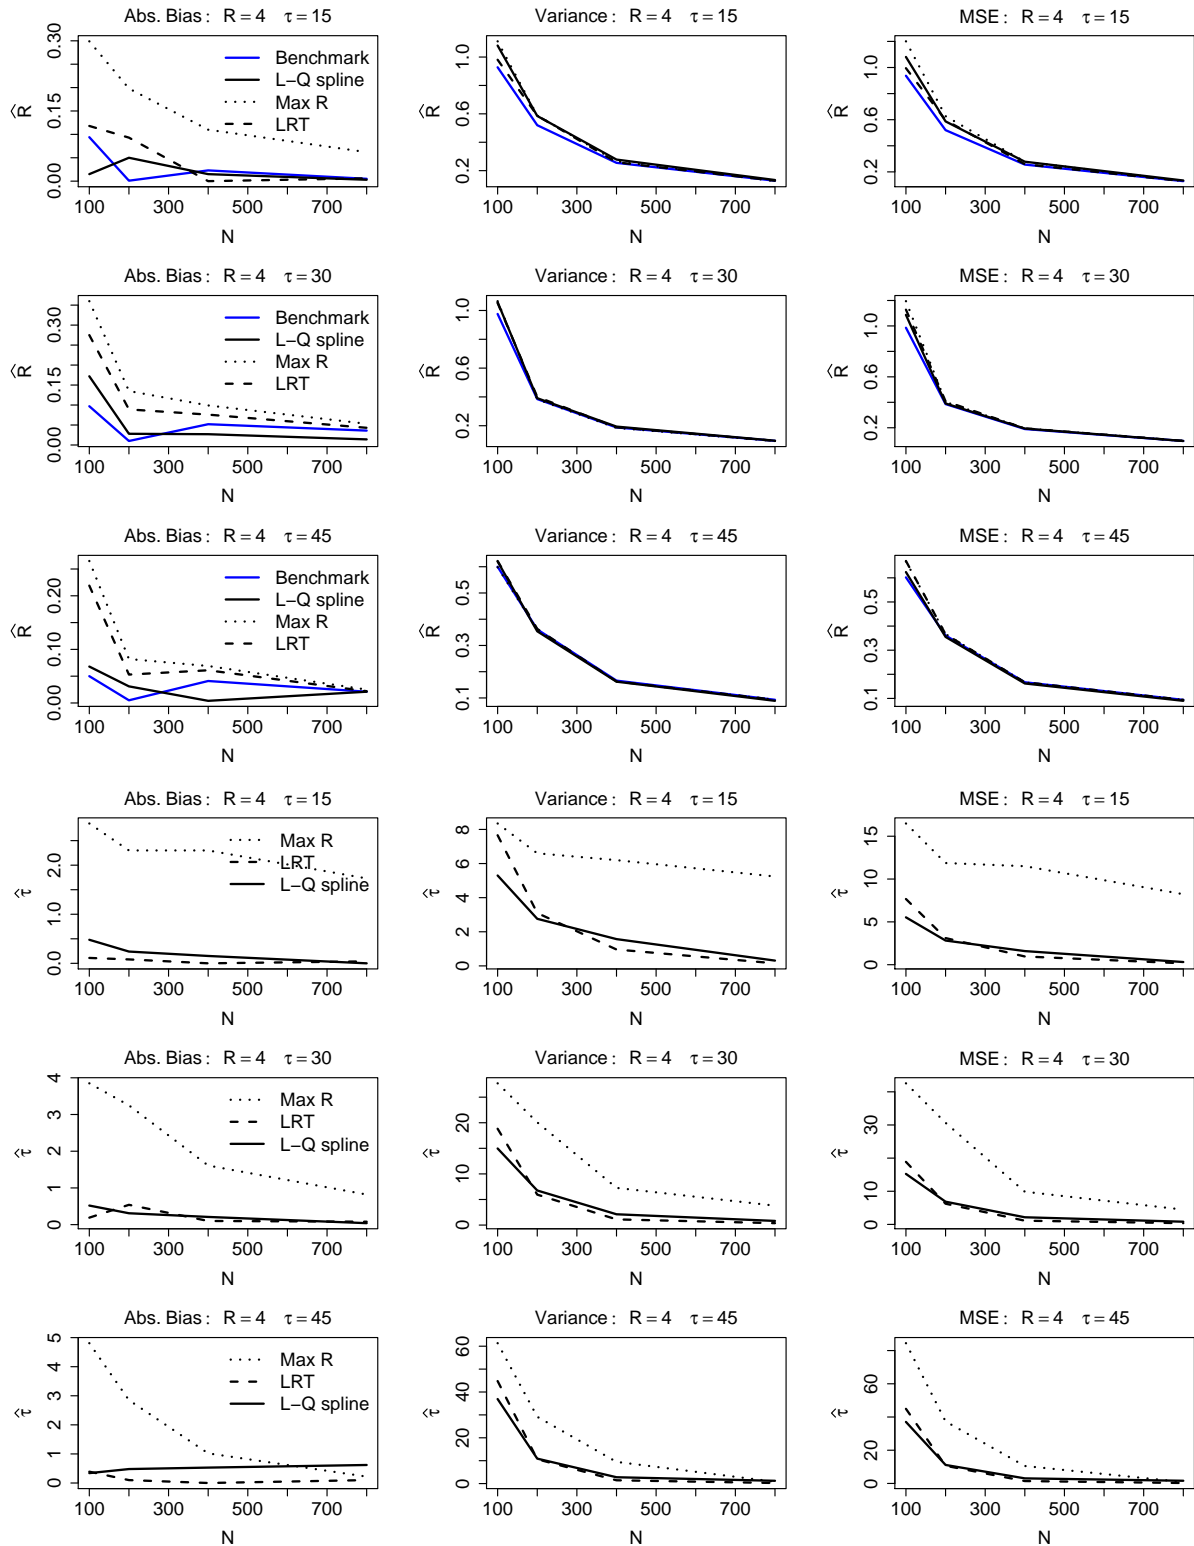 Abs. Bias : R = 4 τ = 15
0.00 0.15 0.30
R̂
Benchmark
L−Q spline
Max R
LRT
100 300 500 700
N
Variance : R = 4 τ = 15
0.2 0.6 1.0
R̂
100 300 500 700
N
MSE : R = 4 τ = 15
0.2 0.6 1.0
R̂
100 300 500 700
N
Abs. Bias : R = 4 τ = 30
0.00 0.15 0.30
R̂
Benchmark
L−Q spline
Max R
LRT
100 300 500 700
N
Variance : R = 4 τ = 30
0.2 0.6 1.0
R̂
100 300 500 700
N
MSE : R = 4 τ = 30
0.2 0.6 1.0
R̂
100 300 500 700
N
Abs. Bias : R = 4 τ = 45
0.00 0.10 0.20
R̂
Benchmark
L−Q spline
Max R
LRT
100 300 500 700
N
Variance : R = 4 τ = 45
0.1 0.3 0.5
R̂
100 300 500 700
N
MSE : R = 4 τ = 45
0.1 0.3 0.5
R̂
100 300 500 700
N
Abs. Bias : R = 4 τ = 15
0.0 1.0 2.0
τ̂
Max R
LRT
L−Q spline
100 300 500 700
N
Variance : R = 4 τ = 15
0 2 4 6 8
τ̂
100 300 500 700
N
MSE : R = 4 τ = 15
0 5 10 15
τ̂
100 300 500 700
N
Abs. Bias : R = 4 τ = 30
0 1 2 3 4
τ̂
Max R
LRT
L−Q spline
100 300 500 700
N
Variance : R = 4 τ = 30
0 10 20
τ̂
100 300 500 700
N
MSE : R = 4 τ = 30
0 10 30
τ̂
100 300 500 700
N
Abs. Bias : R = 4 τ = 45
0 1 2 3 4 5
τ̂
Max R
LRT
L−Q spline
100 300 500 700
N
Variance : R = 4 τ = 45
0 20 40 60
τ̂
100 300 500 700
N
MSE : R = 4 τ = 45
0 20 60
τ̂
100 300 500 700
N